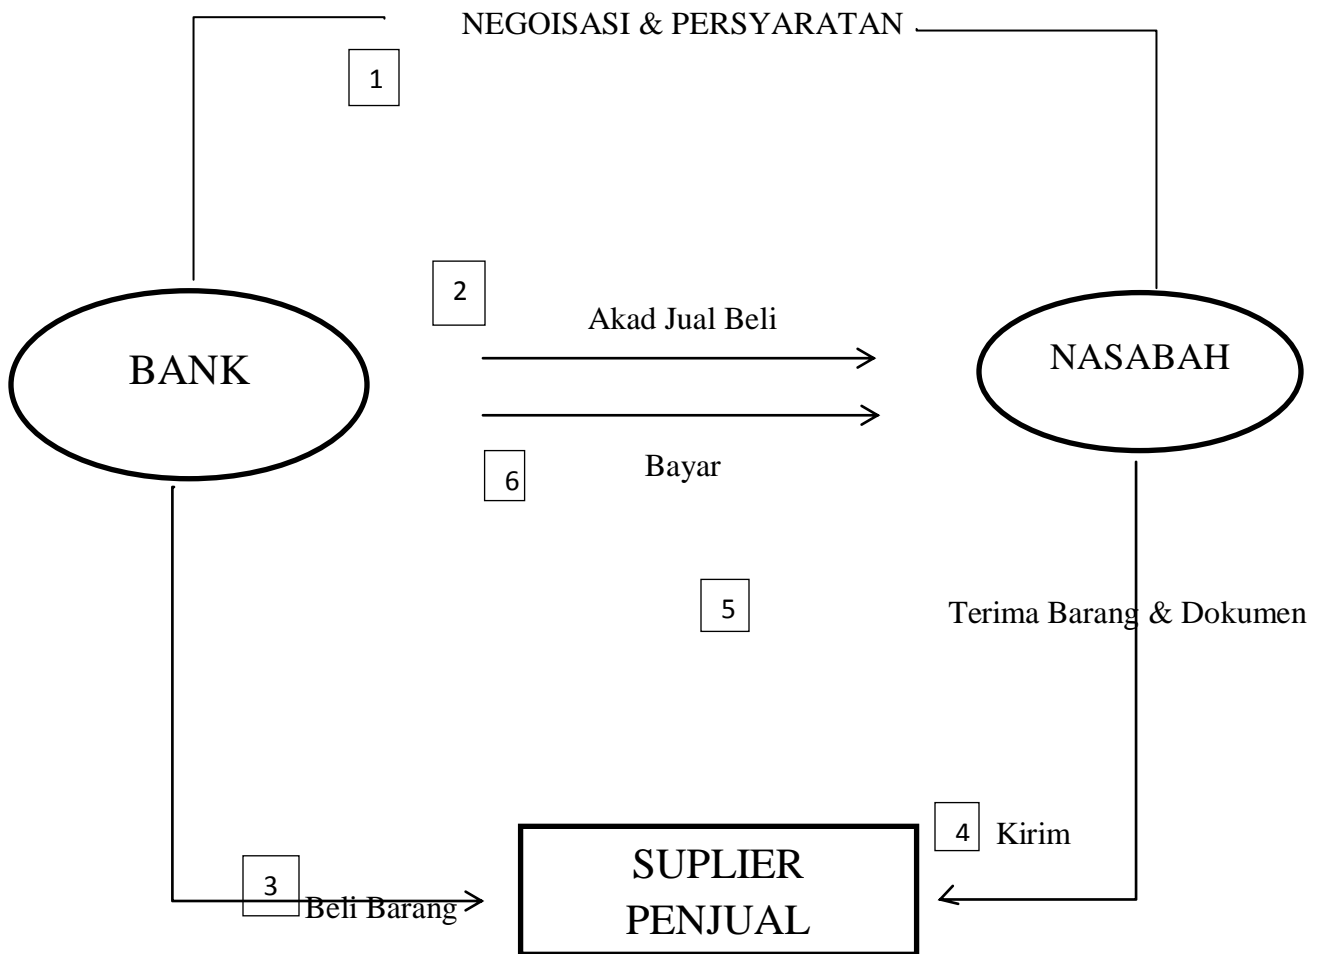 NEGOISASI & PERSYARATAN
1
2
Akad Jual Beli
BANK
NASABAH
Bayar
6
5
Terima Barang & Dokumen
4
Kirim
SUPLIER
PENJUAL
3
Beli Barang